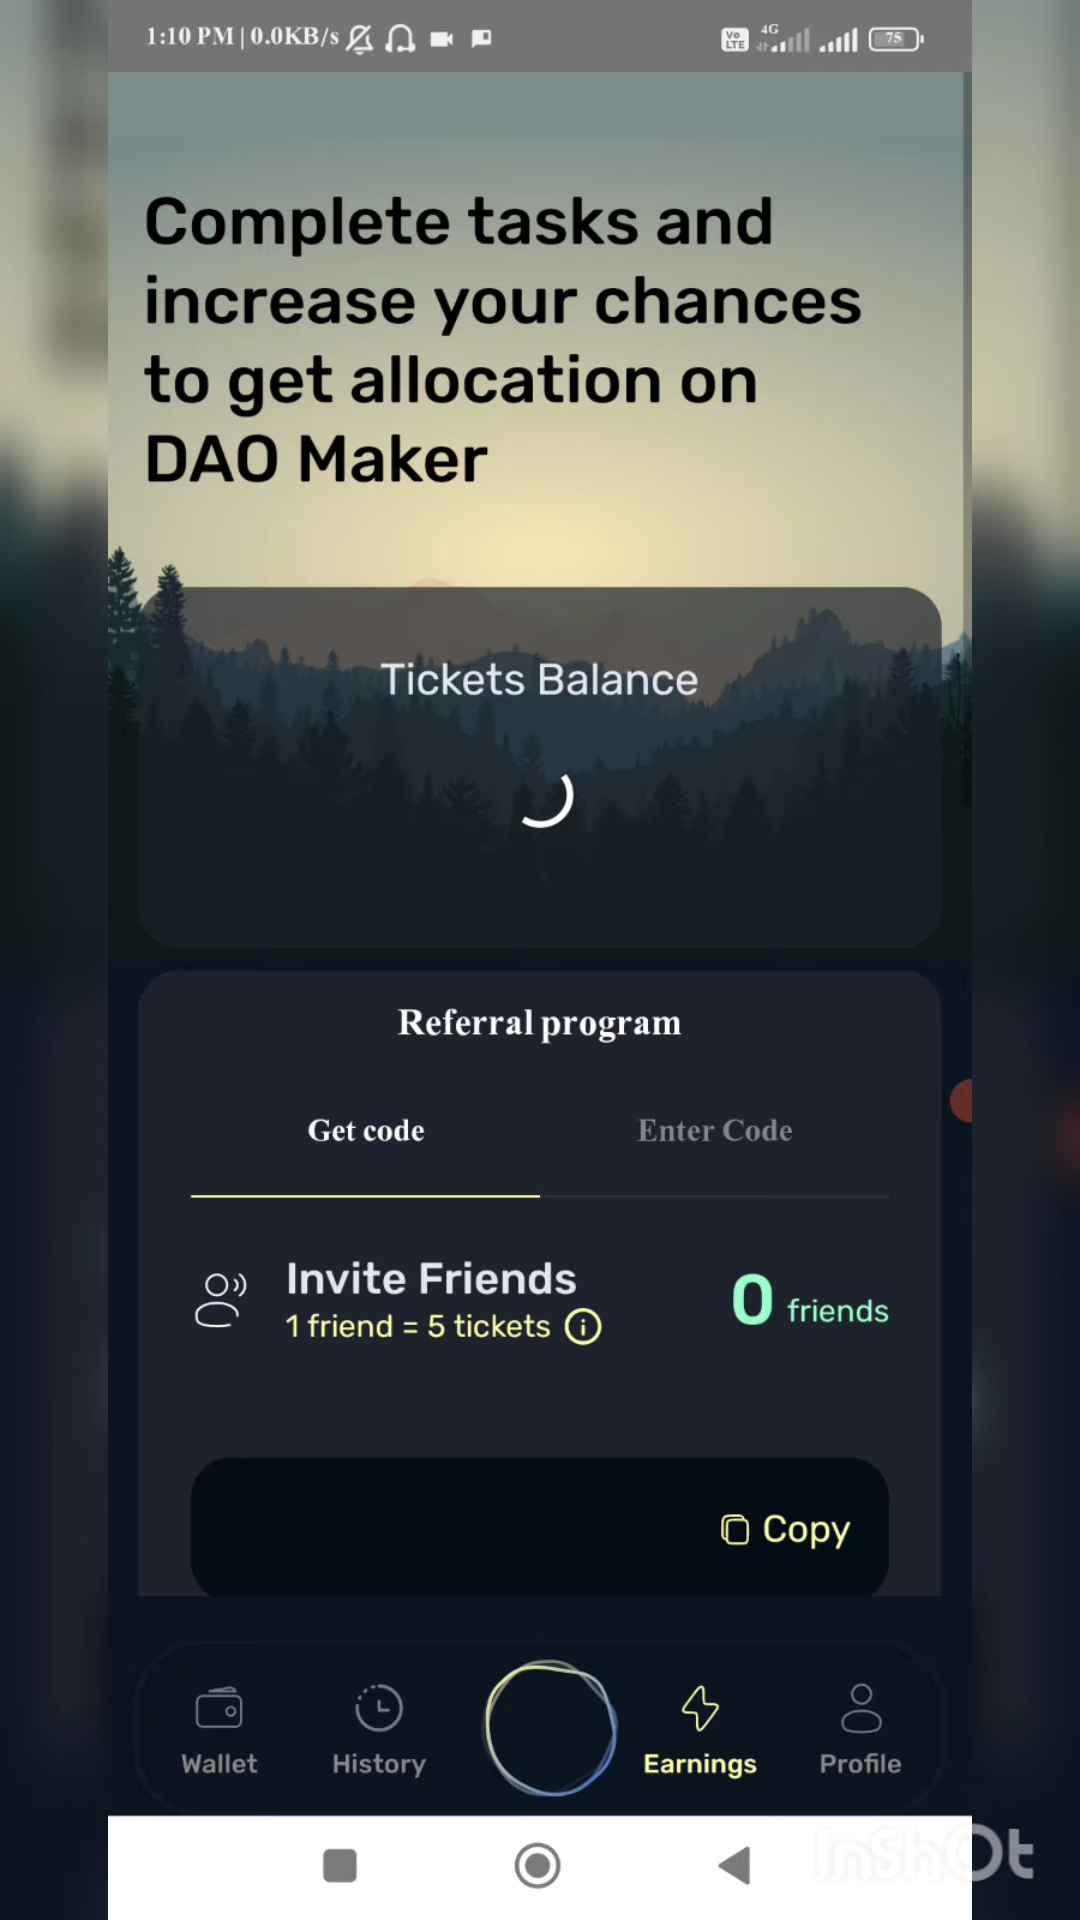 1:10 PM | 0.0KB/s
Vo LTE 4G 75
Complete tasks and
increase your chances
to get allocation on
DAO Maker
Tickets Balance
Referral program
Get code Enter Code
Invite Friends
1 friend = 5 tickets
0 friends
Copy
Wallet History Earnings Profile
InShOt